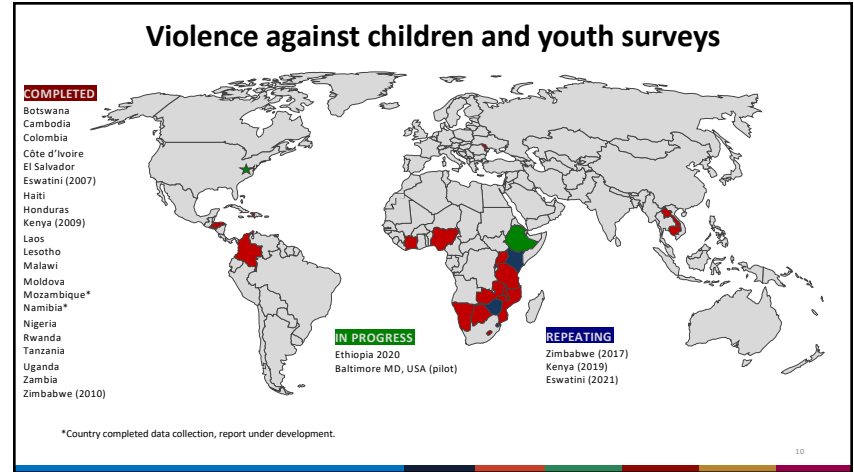 Violence against children and youth surveys
COMPLETED
Botswana
Cambodia
Colombia
Côte d'Ivoire
El Salvador
Eswatini (2007)
Haiti
Honduras
Kenya (2009)
Laos
Lesotho
Malawi
Moldova
Mozambique*
Namibia*
Nigeria
Rwanda
Tanzania
Uganda
Zambia
Zimbabwe (2010)
IN PROGRESS
Ethiopia 2020
Baltimore MD, USA (pilot)
REPEATING
Zimbabwe (2017)
Kenya (2019)
Eswatini (2021)
*Country completed data collection, report under development.
10